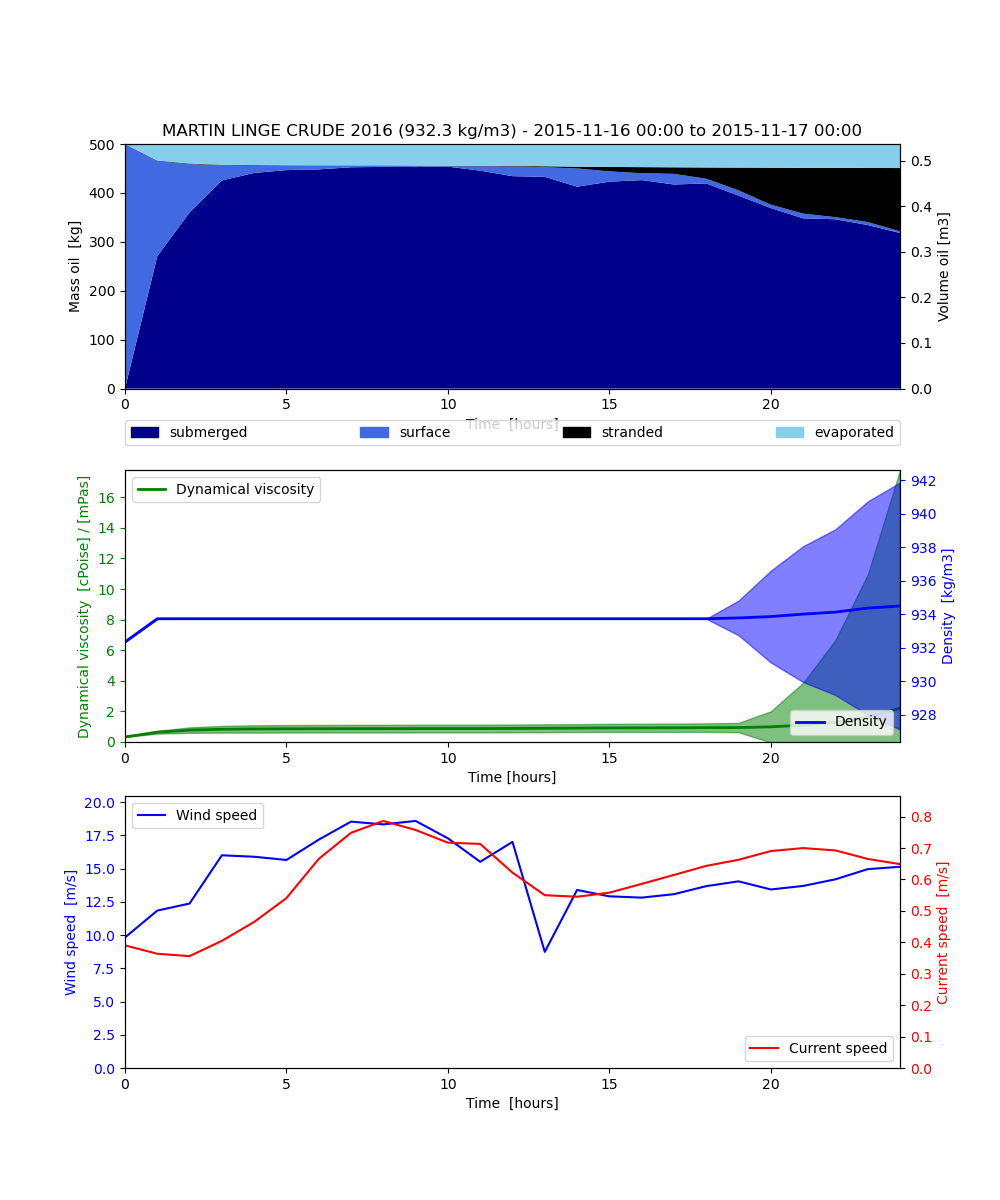 MARTIN LINGE CRUDE 2016 (932.3 kg/m3) - 2015-11-16 00:00 to 2015-11-17 00:00
Mass oil [kg]
500
400
300
200
100
0
0 5 10 15 20
0.5
0.4
0.3
0.2
0.1
0.0
Volume oil [m3]
Time [hours]
submerged surface stranded evaporated
Dynamical viscosity [cPoise] / [mPas]
16
14
12
10
8
6
4
2
0
Dynamical viscosity
942
940
938
936
934
932
930
928
Density [kg/m3]
Density
0 5 10 15 20
Time [hours]
Wind speed [m/s]
20.0
17.5
15.0
12.5
10.0
7.5
5.0
2.5
0.0
Wind speed
0.8
0.7
0.6
0.5
0.4
0.3
0.2
0.1
0.0
Current speed [m/s]
Current speed
0 5 10 15 20
Time [hours]